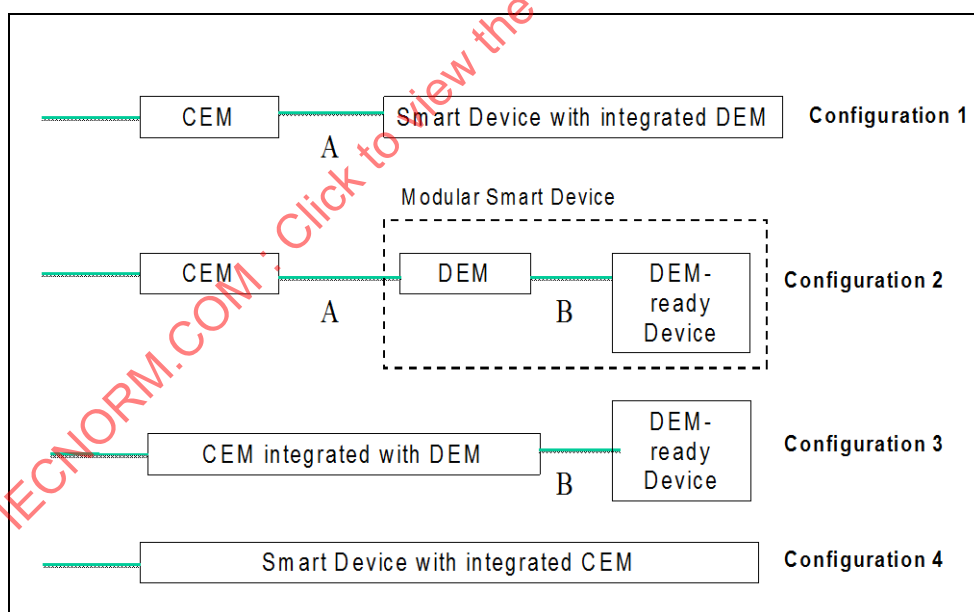 CEM
A
Smart Device with integrated DEM
Configuration 1
Modular Smart Device
CEM
A
DEM
B
DEM-
ready
Device
Configuration 2
CEM integrated with DEM
B
DEM-
ready
Device
Configuration 3
Smart Device with integrated CEM
Configuration 4
IECNORM.COM : Click to view the